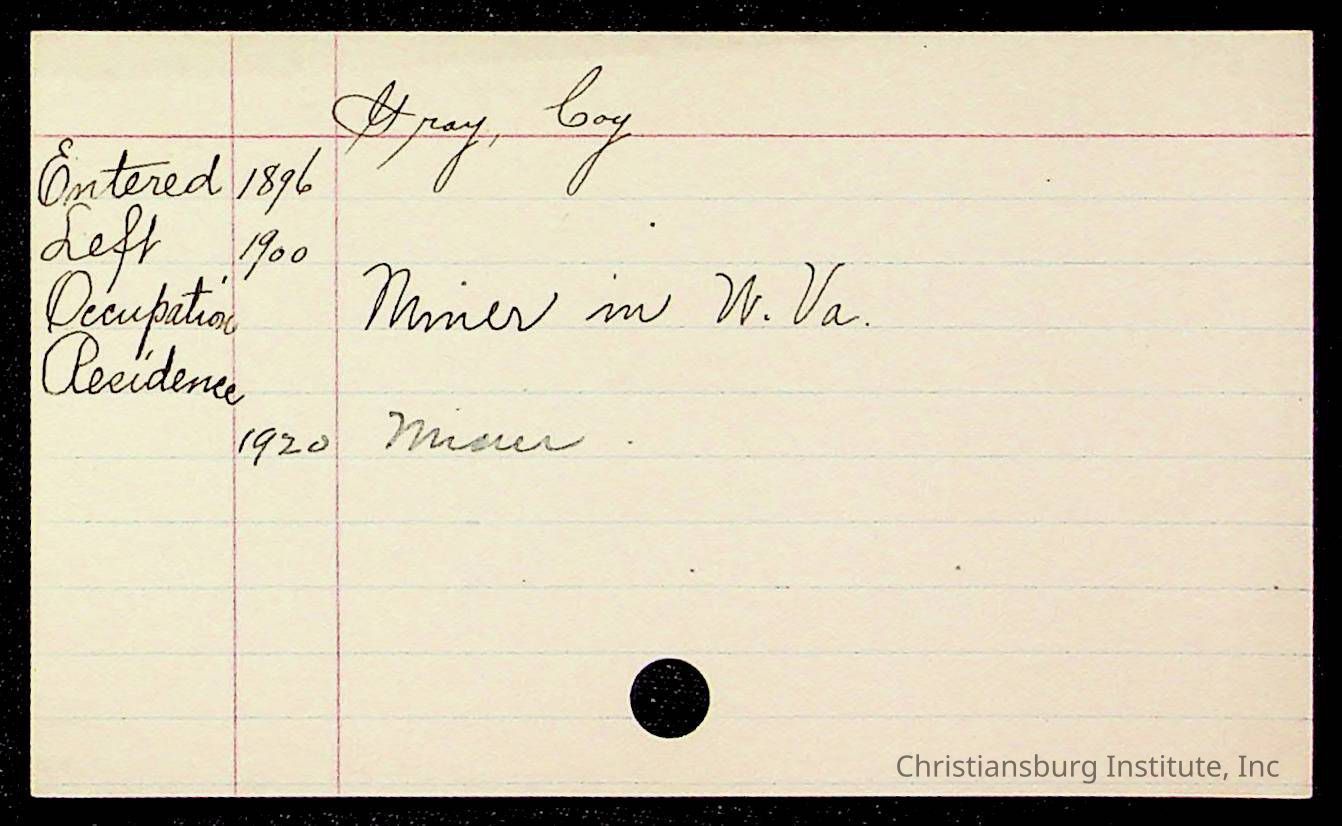 Gray, Coy
Entered 1896
Left 1900
Occupation Miner in W. Va.
Residence
1920 Miner
Christiansburg Institute, Inc